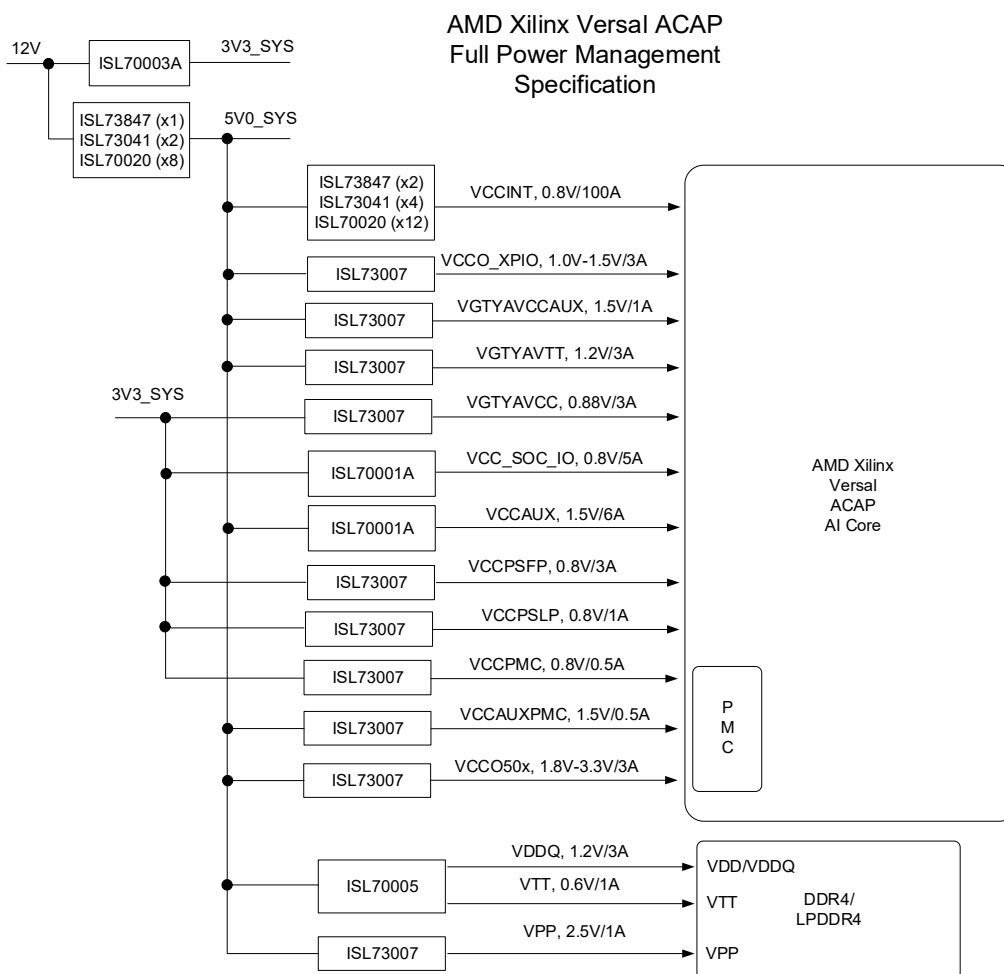 AMD Xilinx Versal ACAP
Full Power Management
Specification
12V
ISL70003A
3V3_SYS
ISL73847 (x1)
ISL73041 (x2)
ISL70020 (x8)
5V0_SYS
ISL73847 (x2)
ISL73041 (x4)
ISL70020 (x12)
VCCINT, 0.8V/100A
ISL73007
VCCO_XPIO, 1.0V-1.5V/3A
ISL73007
VGTYAVCCAUX, 1.5V/1A
ISL73007
VGTYAVTT, 1.2V/3A
3V3_SYS
ISL73007
VGTYAVCC, 0.88V/3A
ISL70001A
VCC_SOC_IO, 0.8V/5A
ISL70001A
VCCAUX, 1.5V/6A
ISL73007
VCCPSFP, 0.8V/3A
ISL73007
VCCPSLP, 0.8V/1A
ISL73007
VCCPMC, 0.8V/0.5A
ISL73007
VCCAUXPMC, 1.5V/0.5A
ISL73007
VCCO50x, 1.8V-3.3V/3A
AMD Xilinx
Versal
ACAP
AI Core
P
M
C
ISL70005
VDDQ, 1.2V/3A
VTT, 0.6V/1A
ISL73007
VPP, 2.5V/1A
VDD/VDDQ
VTT
VPP
DDR4/
LPDDR4